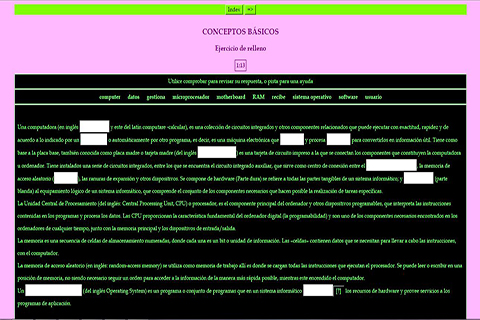 Index =>
CONCEPTOS BÁSICOS
Ejercicio de relleno
1:13
Utilice comprobar para revisar su respuesta, o pista para una ayuda
computer datos gestiona microprocesador motherboard RAM recibe sistema operativo software usuario
Una computadora (en inglés y este del latín computare -calcular), es una colección de circuitos integrados y otros componentes relacionados que puede ejecutar con exactitud, rapidez y de
acuerdo a lo indicado por un o automáticamente por otro programa, es decir, es una máquina electrónica que y procesa para convertirlos en información útil. Tiene como
base a la placa base, también conocida como placa madre o tarjeta madre (del inglés ) es una tarjeta de circuito impreso a la que se conectan los componentes que constituyen la computadora
u ordenador. Tiene instalados una serie de circuitos integrados, entre los que se encuentra el circuito integrado auxiliar, que sirve como centro de conexión entre el , la memoria de
acceso aleatorio ( ), las ranuras de expansión y otros dispositivos. Se compone de hardware (Parte dura) se refiere a todas las partes tangibles de un sistema informático; y (parte
blanda) al equipamiento lógico de un sistema informático, que comprende el conjunto de los componentes necesarios que hacen posible la realización de tareas específicas.
La Unidad Central de Procesamiento (del inglés: Central Processing Unit, CPU) o procesador, es el componente principal del ordenador y otros dispositivos programables, que interpreta las instrucciones
contenidas en los programas y procesa los datos. Las CPU proporcionan la característica fundamental del ordenador digital (la programabilidad) y son uno de los componentes necesarios encontrados en los
ordenadores de cualquier tiempo, junto con la memoria principal y los dispositivos de entrada/salida.
La memoria es una secuencia de celdas de almacenamiento numeradas, donde cada una es un bit o unidad de información. Las «celdas» contienen datos que se necesitan para llevar a cabo las instrucciones,
con el computador.
La memoria de acceso aleatorio (en inglés: random-access memory) se utiliza como memoria de trabajo allí es donde se cargan todas las instrucciones que ejecutan el procesador. Se puede leer o escribir en una
posición de memoria, no siendo necesario seguir un orden para acceder a la información de la manera más rápida posible, mientras este encendido el computador.
Un (del inglés Operating System) es un programa o conjunto de programas que en un sistema informático [?] los recursos de hardware y provee servicios a los
programas de aplicación.